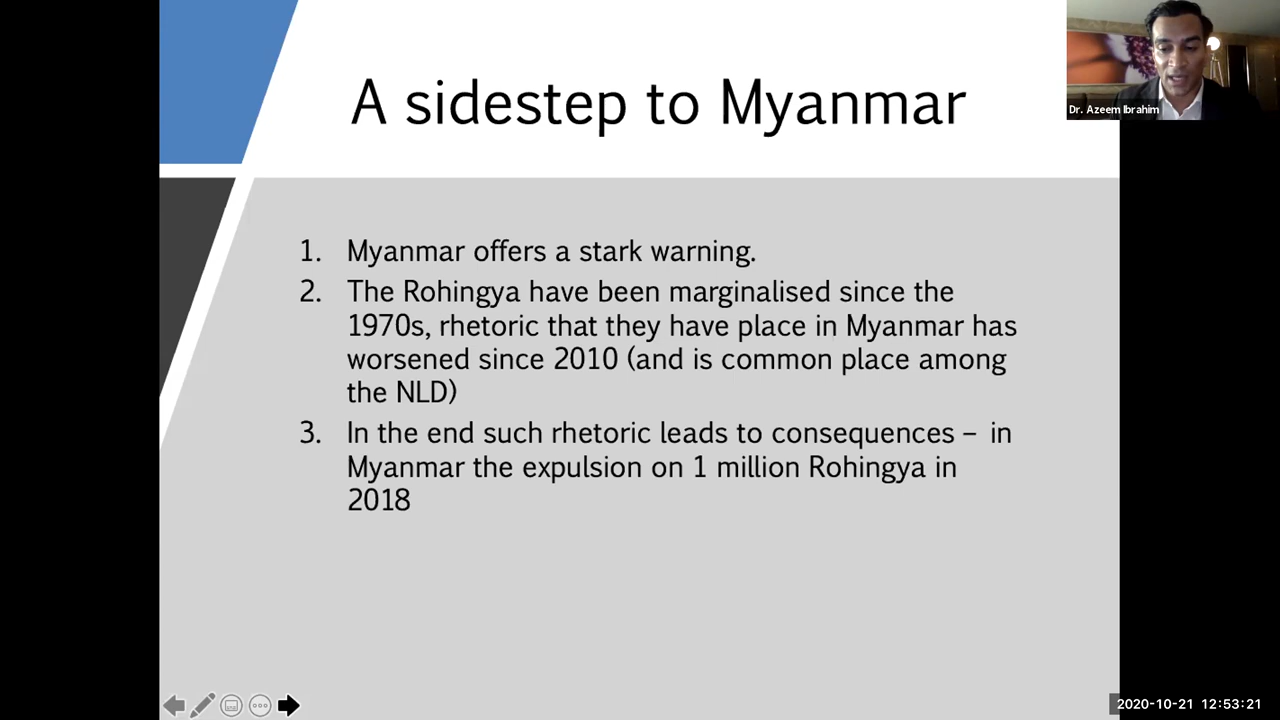 A sidestep to Myanmar
Dr. Azeem Ibrahim
1. Myanmar offers a stark warning.
2. The Rohingya have been marginalised since the
1970s, rhetoric that they have place in Myanmar has
worsened since 2010 (and is common place among
the NLD)
3. In the end such rhetoric leads to consequences – in
Myanmar the expulsion on 1 million Rohingya in
2018
2020-10-21 12:53:21